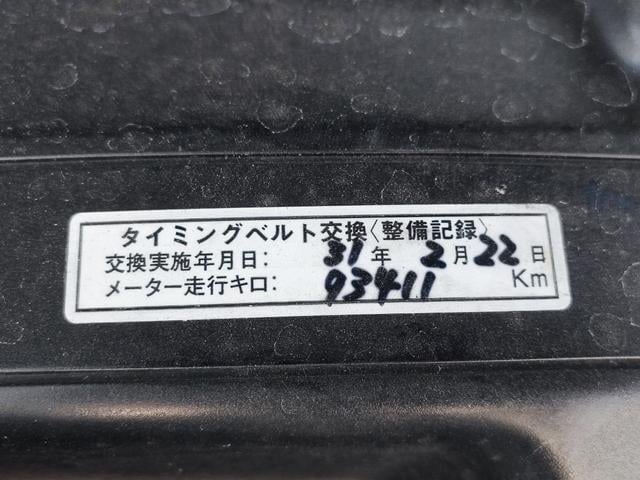 タイミングベルト交換〈整備記録〉
交換実施年月日: 31年 2月22日
メーター走行キロ: 93411 Km